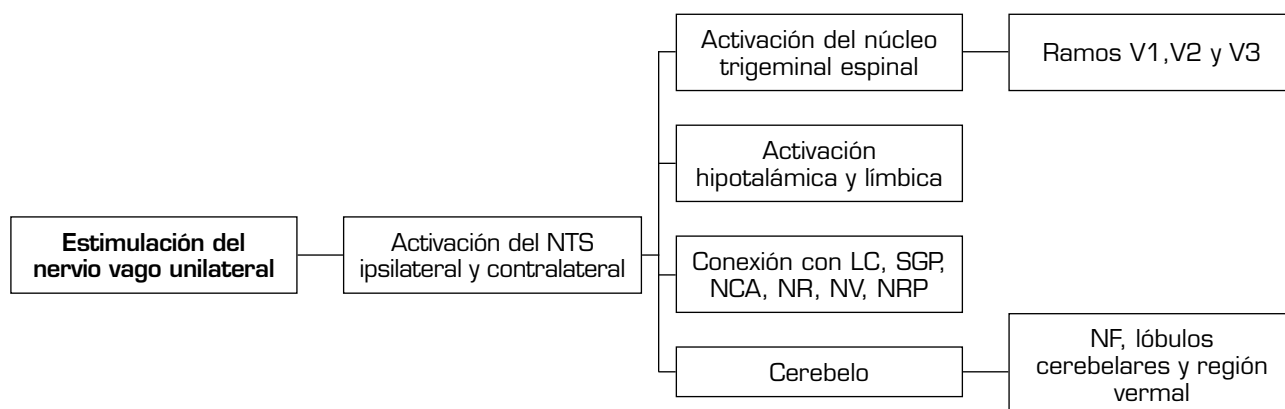 Estimulación del
nervio vago unilateral
Activación del NTS
ipsilateral y contralateral
Activación del núcleo
trigeminal espinal
Ramos V1,V2 y V3
Activación
hipotalámica y límbica
Conexión con LC, SGP,
NCA, NR, NV, NRP
Cerebelo
NF, lóbulos
cerebelares y región
vermal